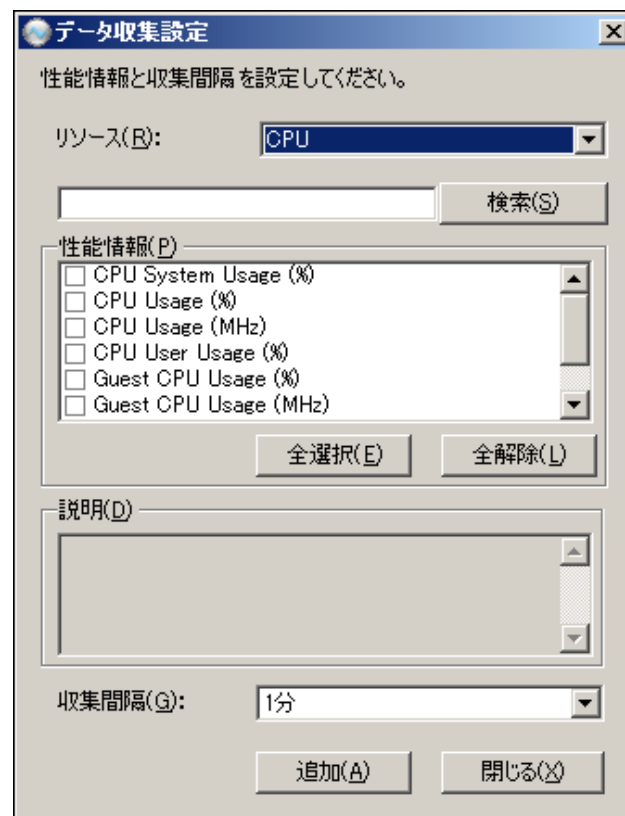 データ収集設定
性能情報と収集間隔を設定してください。
リソース(R): CPU
検索(S)
性能情報(P)
CPU System Usage (%)
CPU Usage (%)
CPU Usage (MHz)
CPU User Usage (%)
Guest CPU Usage (%)
Guest CPU Usage (MHz)
全選択(E) 全解除(L)
説明(D)
収集間隔(G): 1分
追加(A) 閉じる(X)